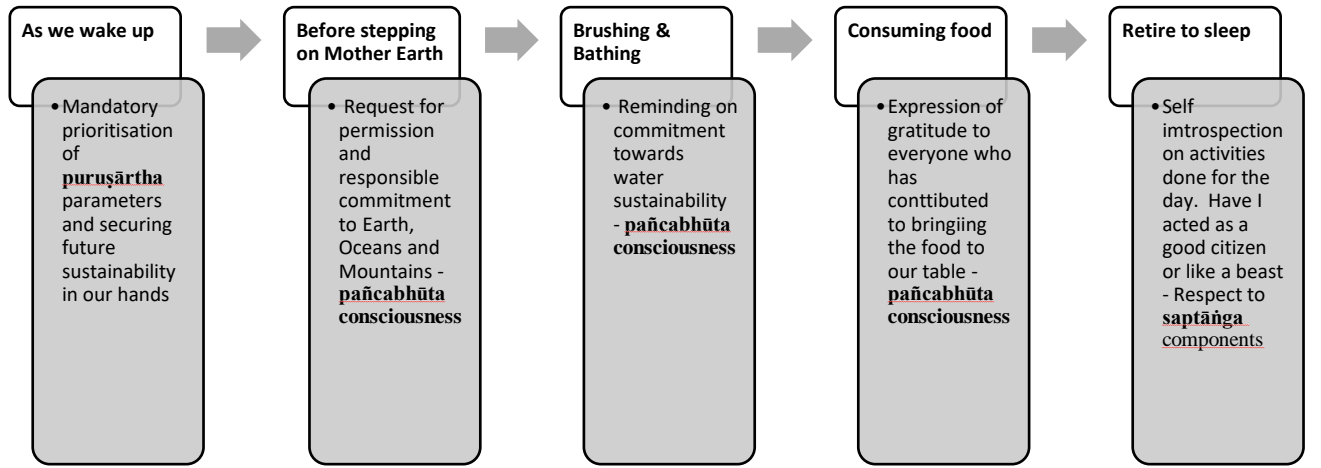 As we wake up
• Mandatory
prioritisation
of
puruṣārtha
parameters
and securing
future
sustainability
in our hands
Before stepping
on Mother Earth
• Request for
permission
and
responsible
commitment
to Earth,
Oceans and
Mountains -
pañcabhūta
consciousness
Brushing &
Bathing
• Reminding on
commitment
towards
water
sustainability
- pañcabhūta
consciousness
Consuming food
• Expression of
gratitude to
everyone who
has
conttibuted
to bringiing
the food to
our table -
pañcabhūta
consciousness
Retire to sleep
• Self
imtrospection
on activities
done for the
day. Have I
acted as a
good citizen
or like a beast
- Respect to
saptāṅga
components